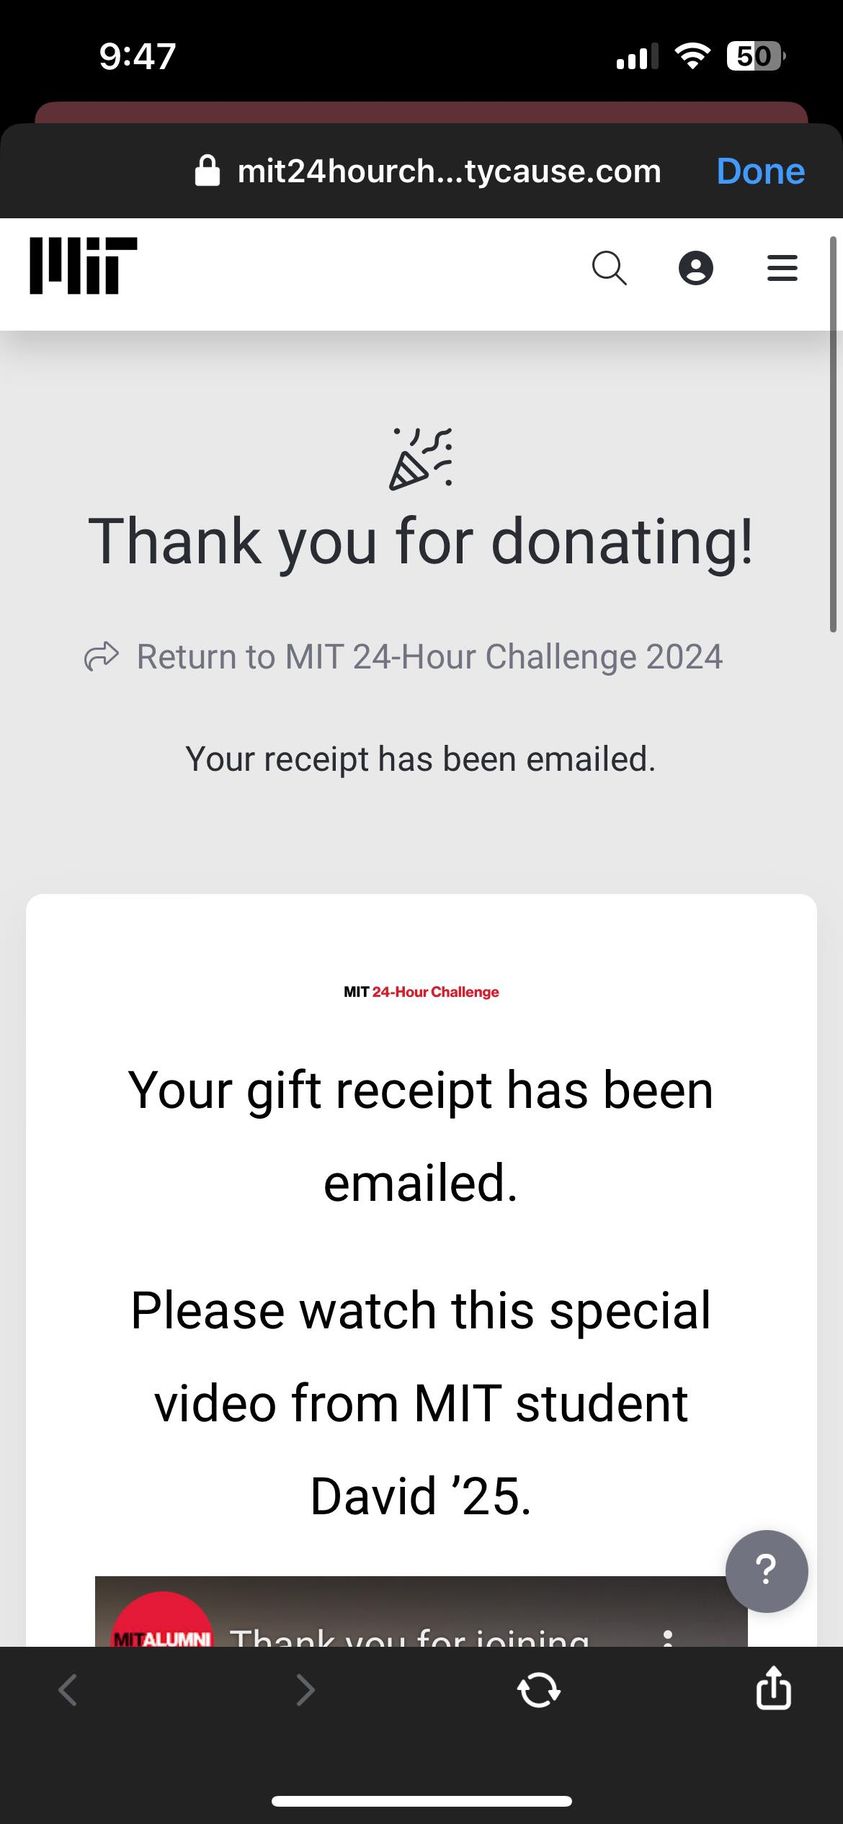 9:47
50
mit24hourch...tycause.com
Done
MIT
Thank you for donating!
Return to MIT 24-Hour Challenge 2024
Your receipt has been emailed.
MIT 24-Hour Challenge
Your gift receipt has been
emailed.
Please watch this special
video from MIT student
David ’25.
?
MITALUMNI
Thank you for joining